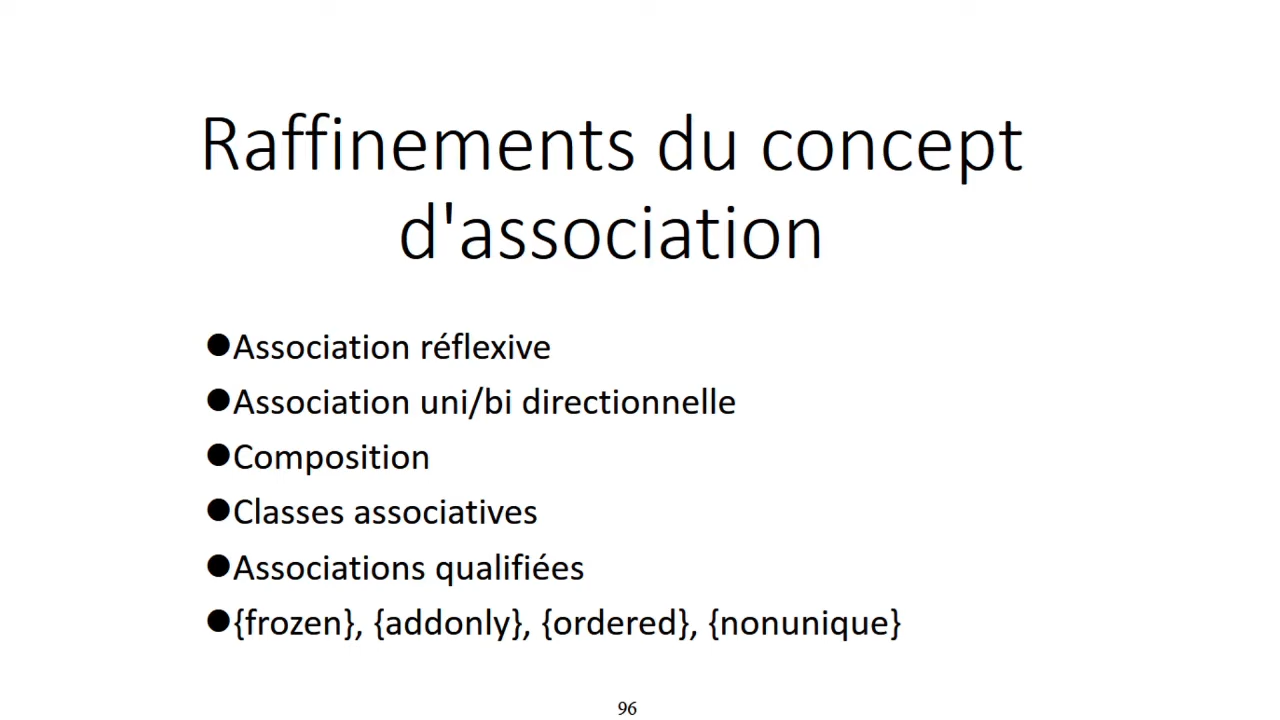 Raffinements du concept
d'association
●Association réflexive
●Association uni/bi directionnelle
●Composition
●Classes associatives
●Associations qualifiées
●{frozen}, {addonly}, {ordered}, {nonunique}
96